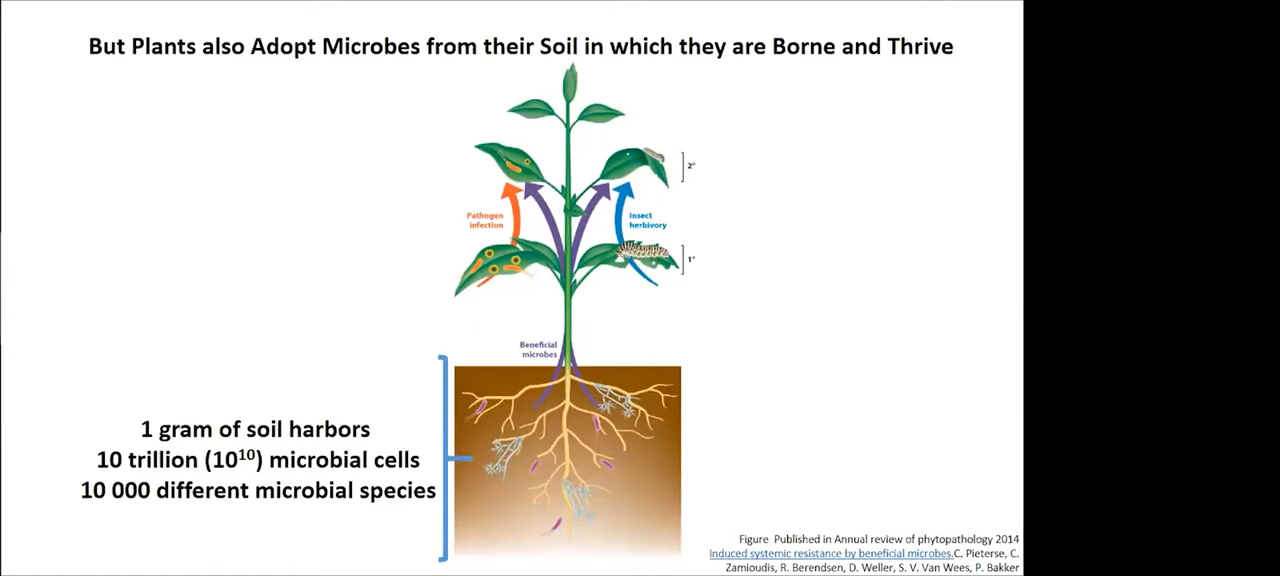 But Plants also Adopt Microbes from their Soil in which they are Borne and Thrive
2°
Pathogen
infection
Insect
herbivory
1°
Beneficial
microbes
1 gram of soil harbors
10 trillion (10¹⁰) microbial cells
10 000 different microbial species
Figure Published in Annual review of phytopathology 2014
Induced systemic resistance by beneficial microbes.C. Pieterse, C.
Zamioudis, R. Berendsen, D. Weller, S. V. Van Wees, P. Bakker